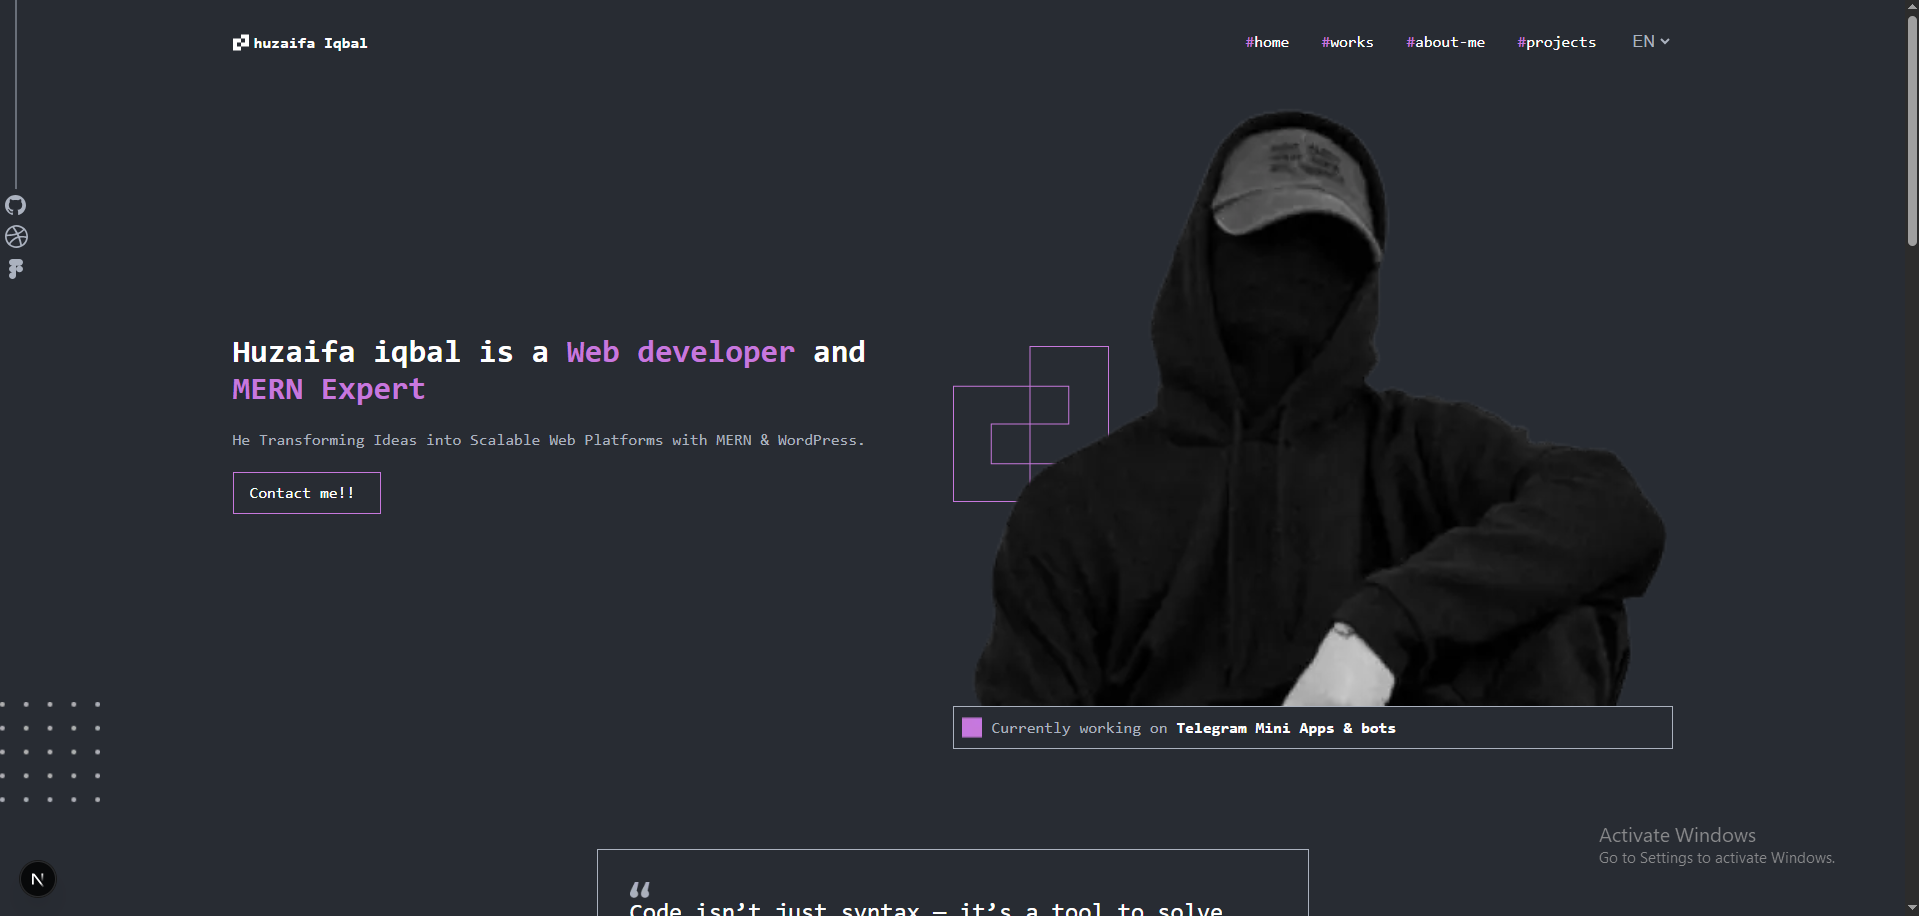 huzaifa Iqbal
#home #works #about-me #projects EN
Huzaifa iqbal is a Web developer and
MERN Expert
He Transforming Ideas into Scalable Web Platforms with MERN & WordPress.
Contact me!!
Currently working on Telegram Mini Apps & bots
Activate Windows
Go to Settings to activate Windows.
N
“
Code isn’t just syntax — it’s a tool to solve